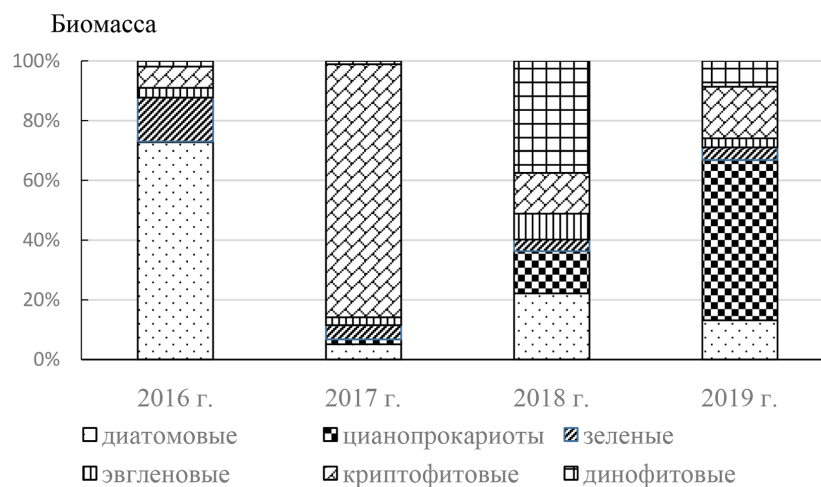 Биомасса
100%
80%
60%
40%
20%
0%
2016 г. 2017 г. 2018 г. 2019 г.
диатомовые цианопрокариоты зеленые
эвгленовые криптофитовые динофитовые